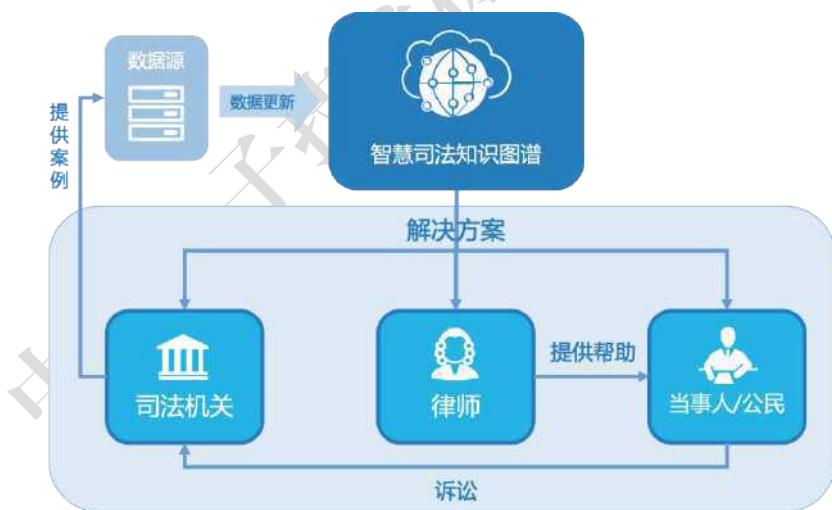 数据源
数据更新
提供案例
智慧司法知识图谱
解决方案
司法机关
律师
提供帮助
当事人/公民
诉讼